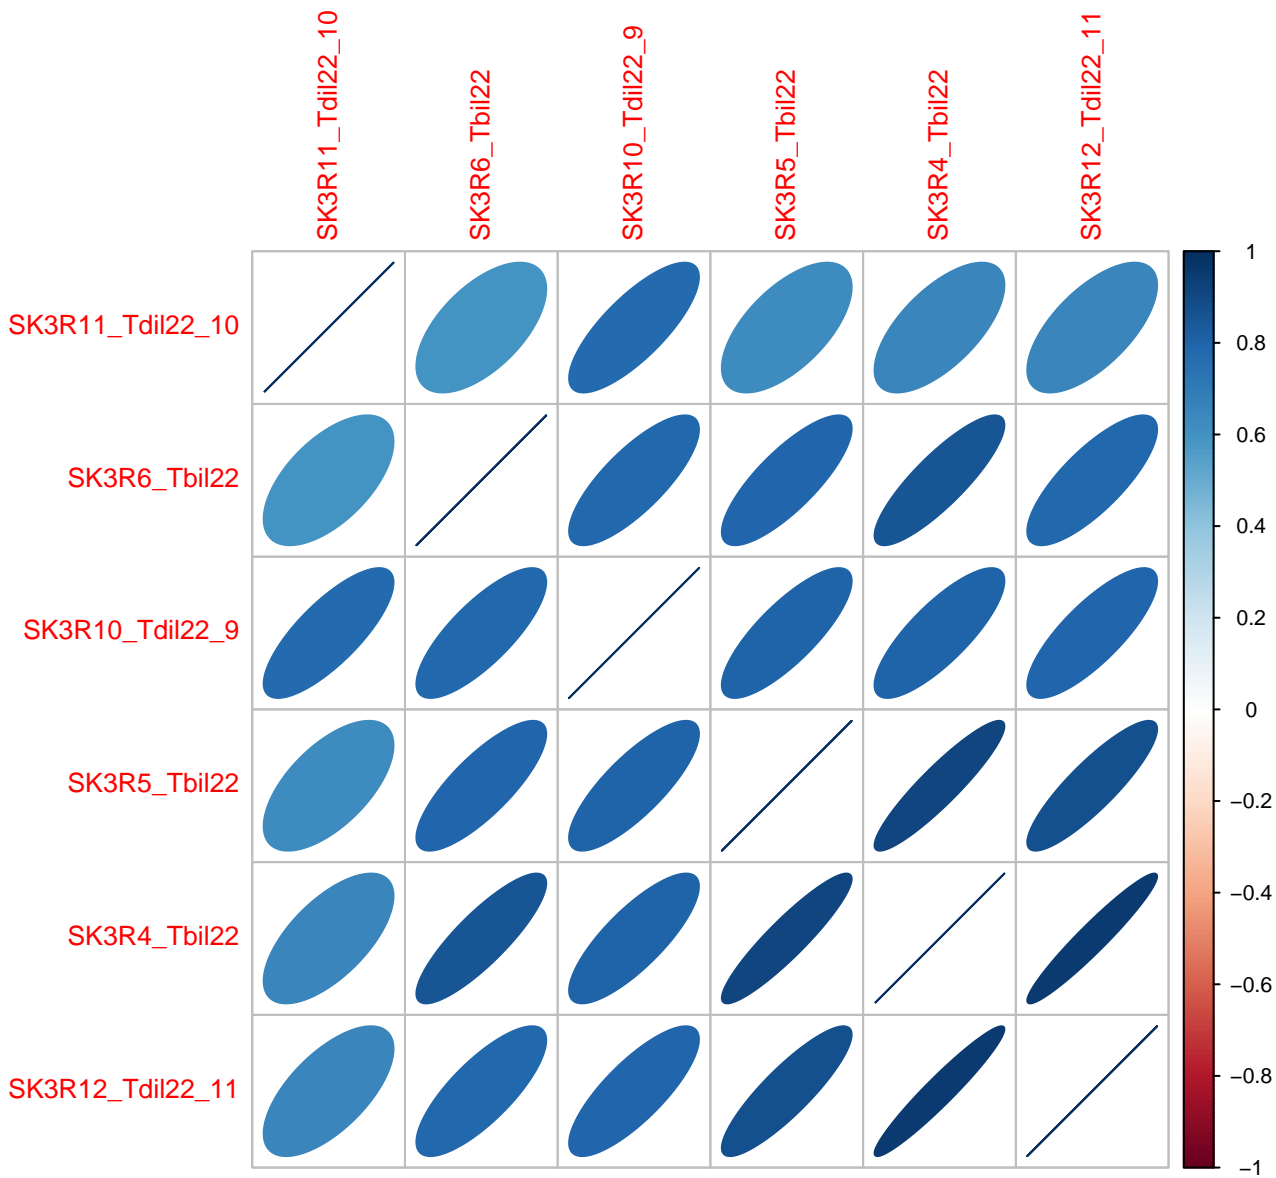 SK3R11_Tdil22_10
SK3R6_Tbil22
SK3R10_Tdil22_9
SK3R5_Tbil22
SK3R4_Tbil22
SK3R12_Tdil22_11
SK3R11_Tdil22_10
SK3R6_Tbil22
SK3R10_Tdil22_9
SK3R5_Tbil22
SK3R4_Tbil22
SK3R12_Tdil22_11
1
0.8
0.6
0.4
0.2
0
−0.2
−0.4
−0.6
−0.8
−1